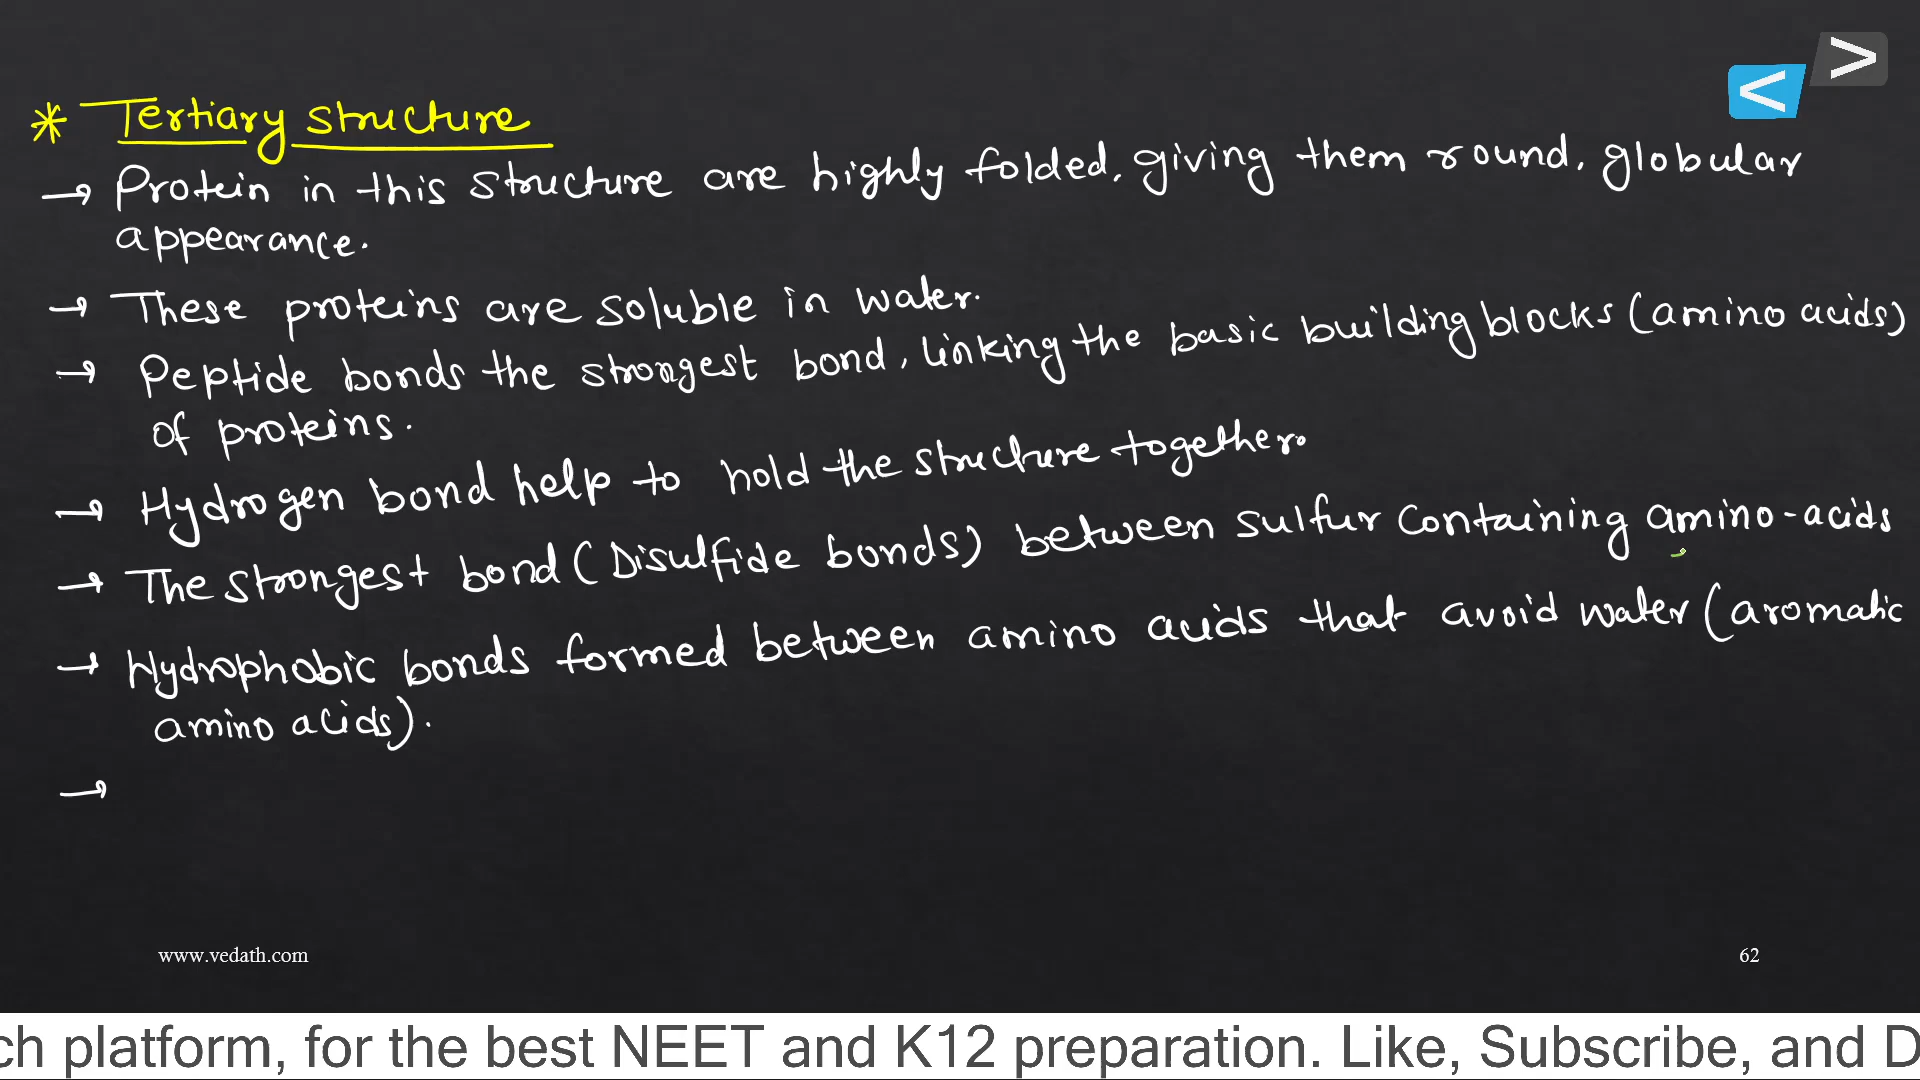 * Tertiary structure
→ Protein in this structure are highly folded, giving them round, globular
appearance.
→ These proteins are soluble in water.
→ Peptide bonds the strongest bond, linking the basic building blocks (amino acids)
of proteins.
→ Hydrogen bond help to hold the structure together.
→ The strongest bond (Disulfide bonds) between sulfur containing amino-acids
→ Hydrophobic bonds formed between amino acids that avoid water (aromatic
amino acids).
→
www.vedath.com
62
ch platform, for the best NEET and K12 preparation. Like, Subscribe, and D